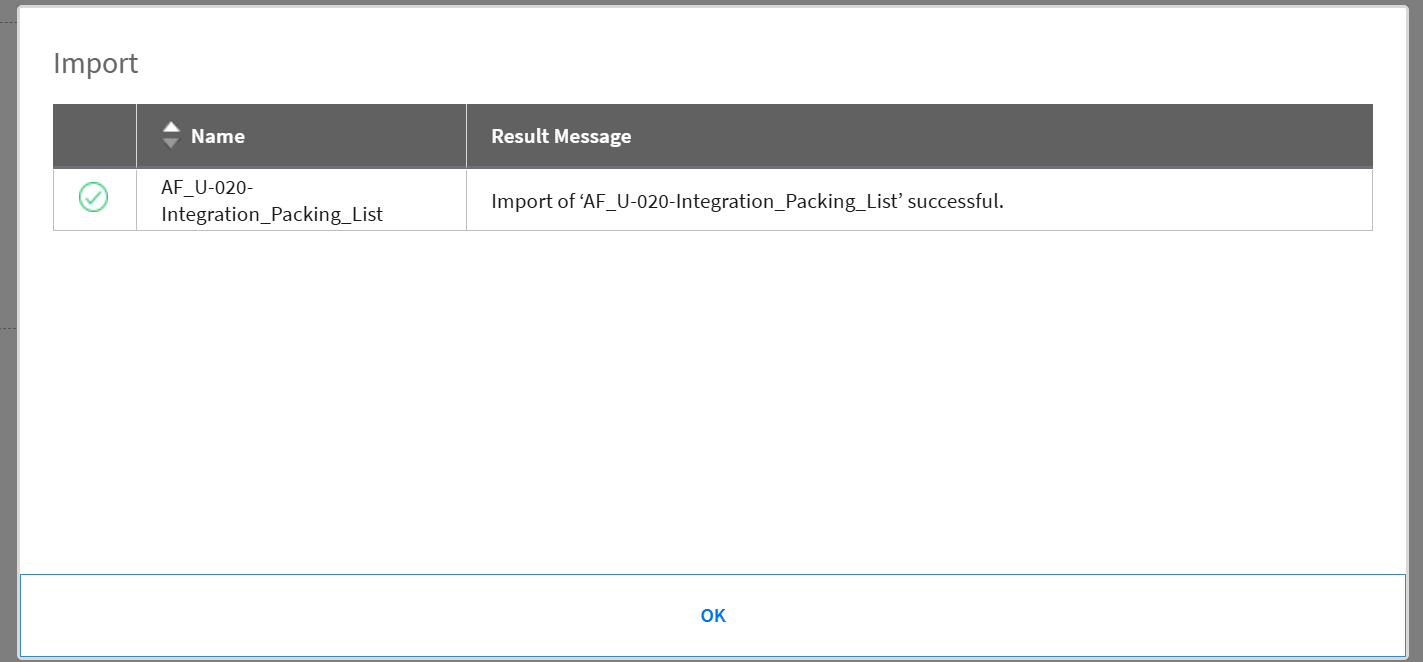 Import
Name
Result Message
AF_U-020-
Integration_Packing_List
Import of ‘AF_U-020-Integration_Packing_List’ successful.
OK